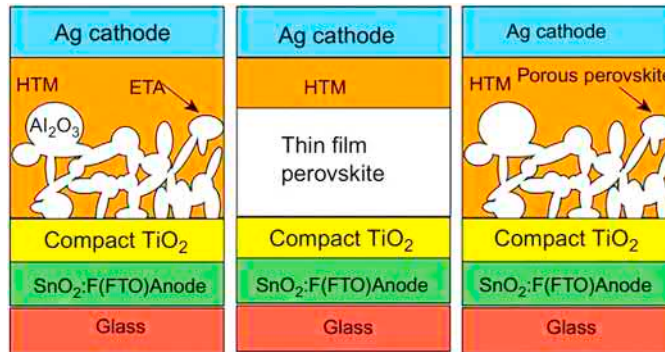 Ag cathode
HTM
ETA
Al₂O₃
Compact TiO₂
SnO₂:F(FTO)Anode
Glass
Ag cathode
HTM
Thin film
perovskite
Compact TiO₂
SnO₂:F(FTO)Anode
Glass
Ag cathode
HTM
Porous perovskite
Compact TiO₂
SnO₂:F(FTO)Anode
Glass